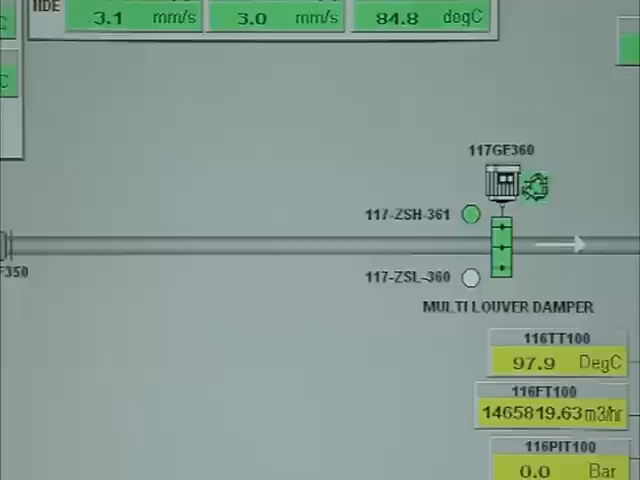 NDE
3.1 mm/s
3.0 mm/s
84.8 degC
C
117GE360
117-ZSH-361
F350
117-ZSL-360
MULTI LOUVER DAMPER
116TT100
97.9 DegC
116FT100
1465819.63 m3/hr
116PIT100
0.0 Bar